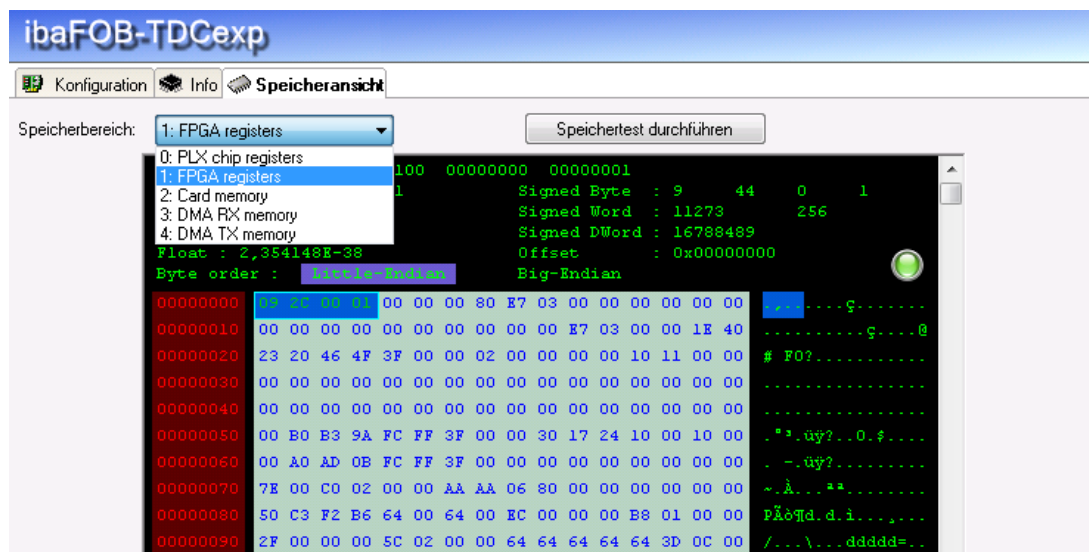 ibaFOB-TDCexp
Konfiguration Info Speicheransicht
Speicherbereich: 1: FPGA registers Speichertest durchführen
0: PLX chip registers
1: FPGA registers
2: Card memory
3: DMA RX memory
4: DMA TX memory
100 00000000 00000001
1 Signed Byte : 9 44 0 1
Signed Word : 11273 256
Signed DWord : 16788489
Float : 2,354148E-38 Offset : 0x00000000
Byte order : Little-Endian Big-Endian
00000000 09 2C 00 01 00 00 00 80 E7 03 00 00 00 00 00 00 .,......ç.......
00000010 00 00 00 00 00 00 00 00 00 00 E7 03 00 00 1E 40 ..........ç....@
00000020 23 20 46 4F 3F 00 00 02 00 00 00 00 10 11 00 00 # FO?...........
00000030 00 00 00 00 00 00 00 00 00 00 00 00 00 00 00 00 ................
00000040 00 00 00 00 00 00 00 00 00 00 00 00 00 00 00 00 ................
00000050 00 B0 B3 9A FC FF 3F 00 00 30 17 24 10 00 10 00 .°³.üÿ?..0.$....
00000060 00 A0 AD 0B FC FF 3F 00 00 00 00 00 00 00 00 00 . -.üÿ?.........
00000070 7E 00 C0 02 00 00 AA AA 06 80 00 00 00 00 00 00 ~.À...ªª........
00000080 50 C3 F2 B6 64 00 64 00 EC 00 00 00 B8 01 00 00 PÃò¶d.d.ì...¸...
00000090 2F 00 00 00 5C 02 00 00 64 64 64 64 64 3D 0C 00 /...\...ddddd=..